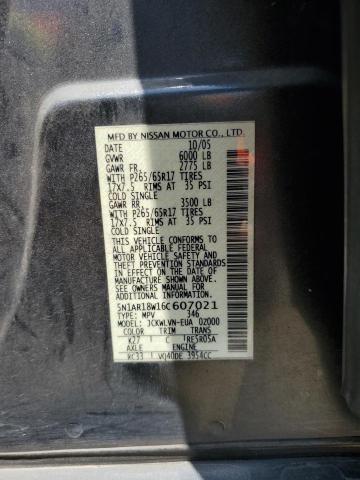 MFD BY NISSAN MOTOR CO., LTD.
DATE 10/05
GVWR 6000 LB
GAWR FR. 2775 LB
WITH P265/65R17 TIRES
17X7.5 RIMS AT 35 PSI
COLD SINGLE
GAWR RR. 3500 LB
WITH P265/65R17 TIRES
17X7.5 RIMS AT 35 PSI
COLD SINGLE
THIS VEHICLE CONFORMS TO
ALL APPLICABLE FEDERAL
MOTOR VEHICLE SAFETY AND
THEFT PREVENTION STANDARDS
IN EFFECT ON THE DATE OF
MANUFACTURE SHOWN ABOVE.
SEE OWNERS MANUAL FOR
ADDITIONAL INFORMATION.
5N1AR18W16C607021
TYPE: MPV 346
MODEL: JCKWLVN-EUA 02000
COLOR TRIM TRANS
K27 C RE5R05A
AXLE ENGINE
RC33 VQ40DE 3954CC